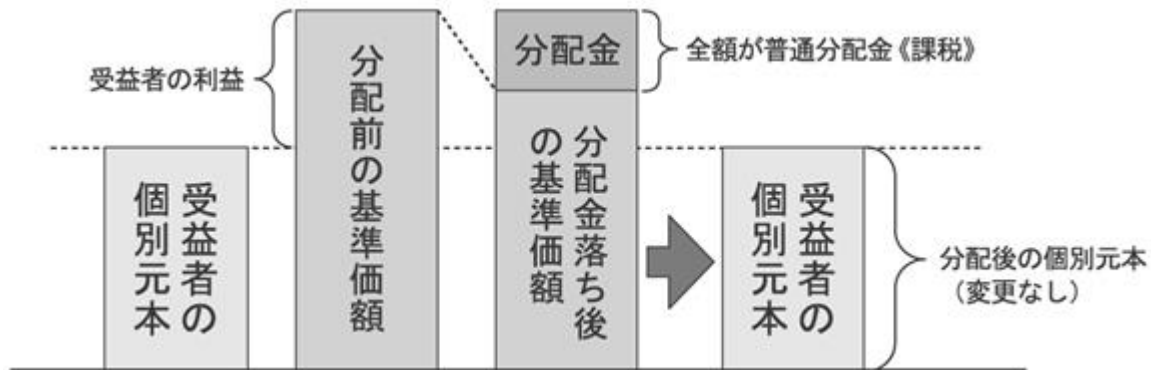 受益者の利益
受益者の
個別元本
分配前の基準価額
分配金
全額が普通分配金《課税》
分配金落ち後
の基準価額
受益者の
個別元本
分配後の個別元本
（変更なし）